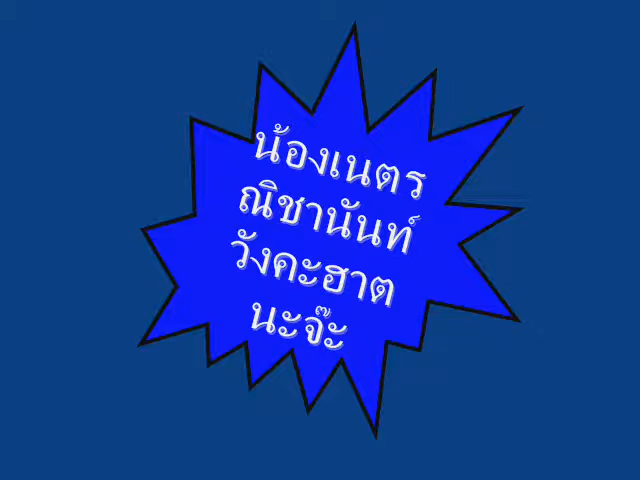 น้องเนตร
ณิชานันท์
วังคะฮาต
นะจ๊ะ